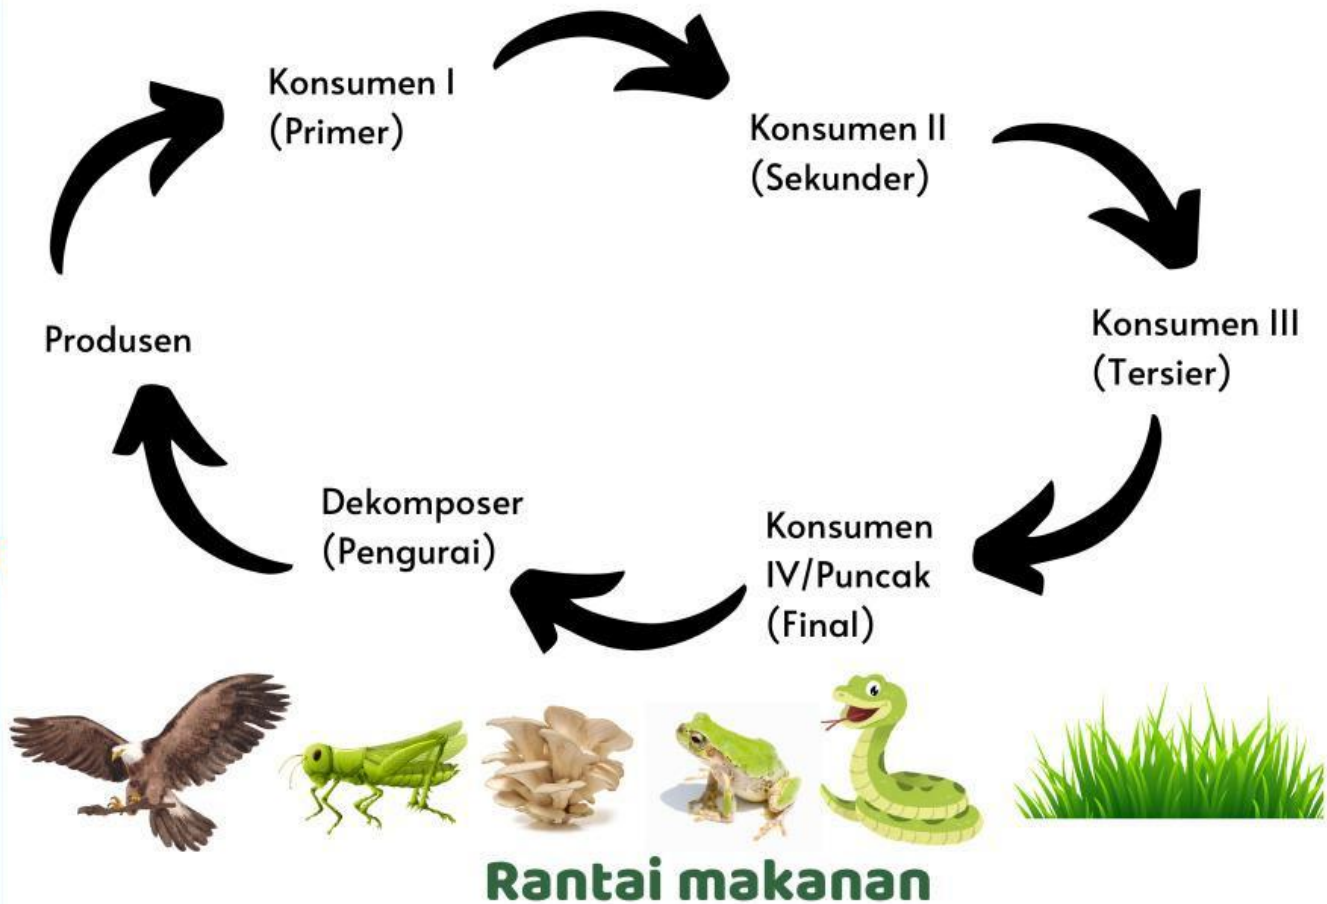 Konsumen I
(Primer)
Konsumen II
(Sekunder)
Produsen
Konsumen III
(Tersier)
Dekomposer
(Pengurai)
Konsumen
IV/Puncak
(Final)
Rantai makanan